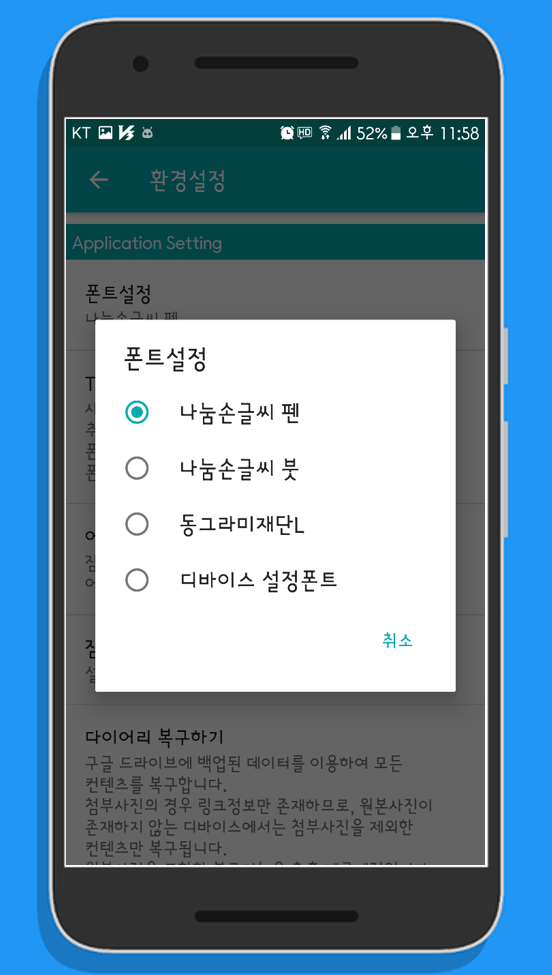 KT 52% 오후 11:58
환경설정
Application Setting
폰트설정
나눔손글씨 펜
폰트설정
나눔손글씨 펜
나눔손글씨 붓
동그라미재단L
디바이스 설정폰트
취소
다이어리 복구하기
구글 드라이브에 백업된 데이터를 이용하여 모든
컨텐츠를 복구합니다.
첨부사진의 경우 링크정보만 존재하므로, 원본사진이
존재하지 않는 디바이스에서는 첨부사진을 제외한
컨텐츠만 복구됩니다.